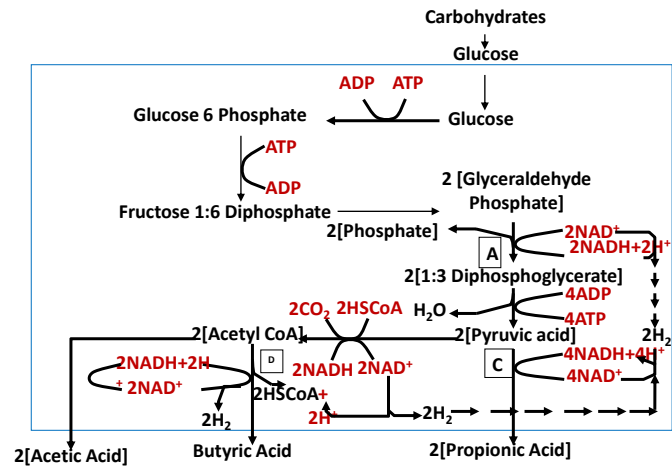 Carbohydrates
Glucose
ADP ATP
Glucose 6 Phosphate
Glucose
ATP
ADP
2 [Glyceraldehyde
Phosphate]
Fructose 1:6 Diphosphate
2[Phosphate]
2NAD+
2NADH+2H+
A
2[1:3 Diphosphoglycerate]
4ADP
H2O
4ATP
2CO2 2HSCoA
2[Acetyl CoA]
2[Pyruvic acid]
2H2
D
2NADH+2H
+ 2NAD+
2NADH 2NAD+
C
4NADH+4H+
4NAD+
2HSCoA+
2H+
2H2
2H2
2[Acetic Acid]
Butyric Acid
2[Propionic Acid]